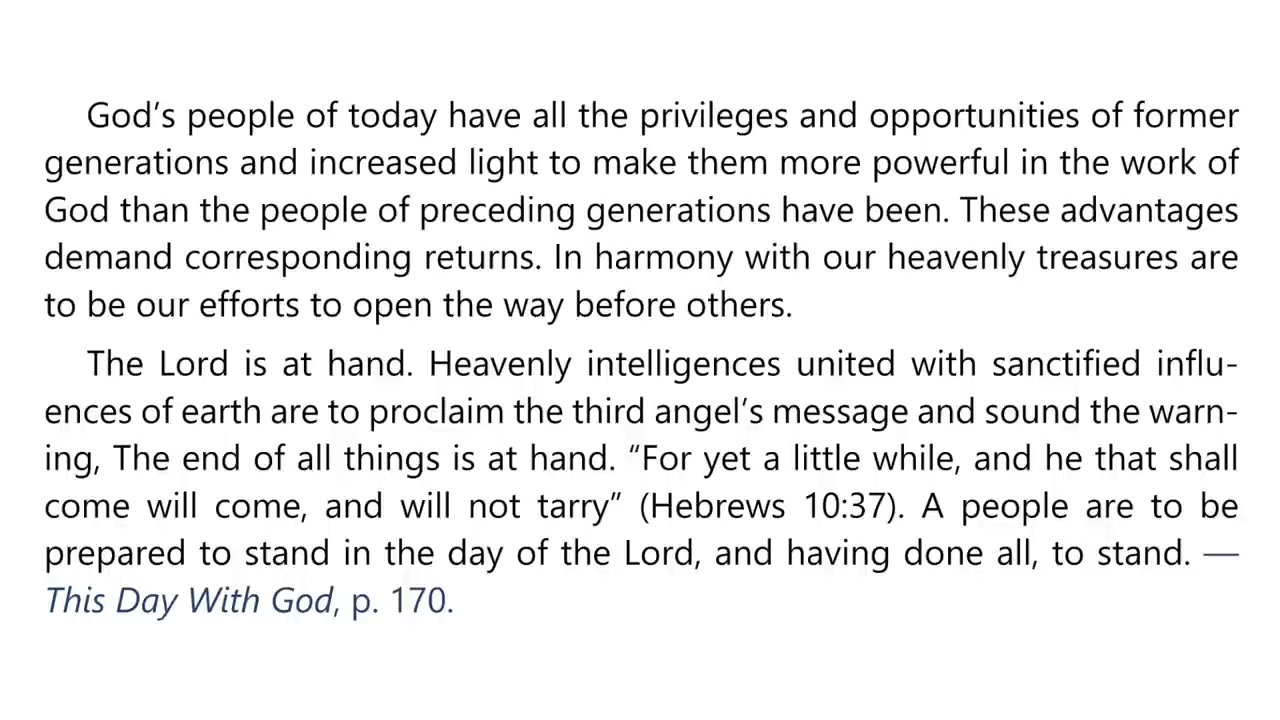 God’s people of today have all the privileges and opportunities of former
generations and increased light to make them more powerful in the work of
God than the people of preceding generations have been. These advantages
demand corresponding returns. In harmony with our heavenly treasures are
to be our efforts to open the way before others.
The Lord is at hand. Heavenly intelligences united with sanctified influ-
ences of earth are to proclaim the third angel’s message and sound the warn-
ing, The end of all things is at hand. “For yet a little while, and he that shall
come will come, and will not tarry” (Hebrews 10:37). A people are to be
prepared to stand in the day of the Lord, and having done all, to stand. —
This Day With God, p. 170.